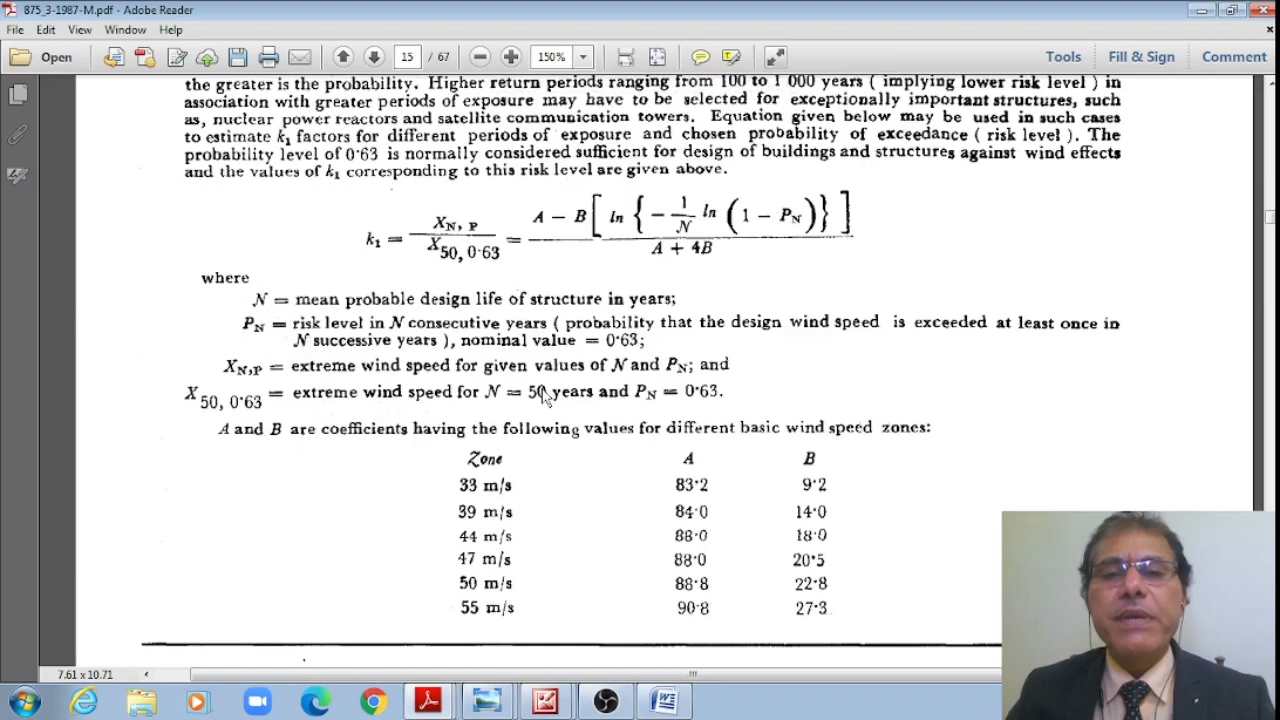 875_3-1987-M.pdf - Adobe Reader
File Edit View Window Help
Open 15 / 67 150% Tools Fill & Sign Comment
the greater is the probability. Higher return periods ranging from 100 to 1 000 years ( implying lower risk level ) in
association with greater periods of exposure may have to be selected for exceptionally important structures, such
as, nuclear power reactors and satellite communication towers. Equation given below may be used in such cases
to estimate k₁ factors for different periods of exposure and chosen probability of exceedance ( risk level ). The
probability level of 0·63 is normally considered sufficient for design of buildings and structures against wind effects
and the values of k₁ corresponding to this risk level are given above.
k₁ = X N, P / X 50, 0·63 = A − B [ ln { − 1/N ln ( 1 − P N ) } ] / A + 4B
where
N = mean probable design life of structure in years;
P N = risk level in N consecutive years ( probability that the design wind speed is exceeded at least once in
N successive years ), nominal value = 0·63;
X N,P = extreme wind speed for given values of N and P N; and
X 50, 0·63 = extreme wind speed for N = 50 years and P N = 0·63.
A and B are coefficients having the following values for different basic wind speed zones:
Zone A B
33 m/s 83·2 9·2
39 m/s 84·0 14·0
44 m/s 88·0 18·0
47 m/s 88·0 20·5
50 m/s 88·8 22·8
55 m/s 90·8 27·3
7.61 x 10.71